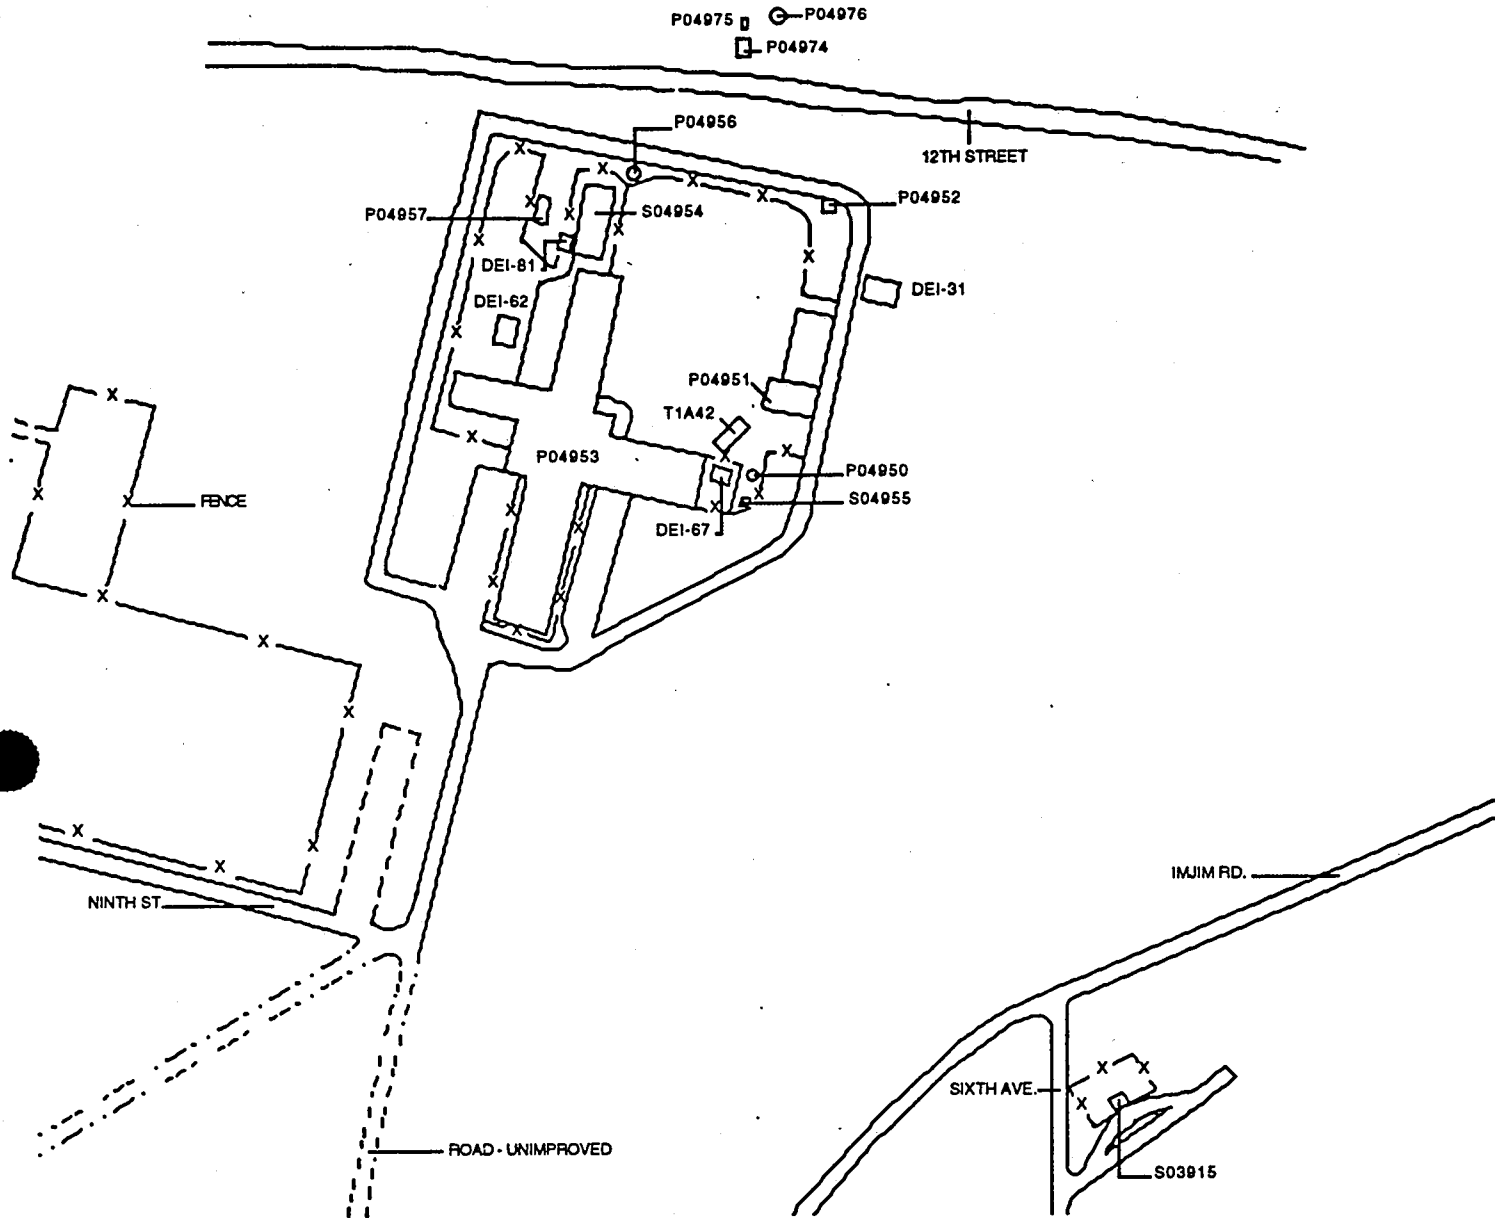 P04975
P04976
P04974
P04956
12TH STREET
P04952
P04957
S04954
DEI-81
DEI-31
DEI-62
P04951
T1A42
P04953
P04950
FENCE
S04955
DEI-67
IMJIM RD.
NINTH ST.
SIXTH AVE.
ROAD - UNIMPROVED
S03915